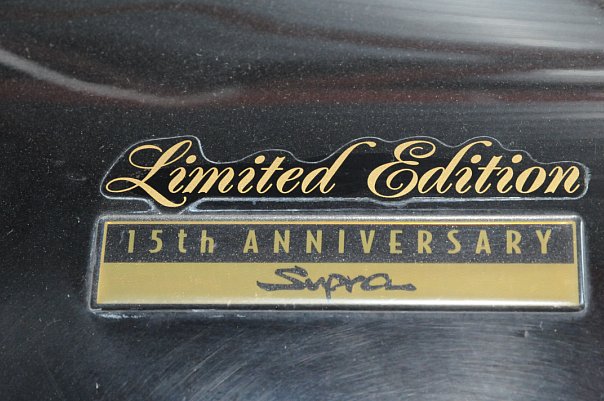 Limited Edition
15th ANNIVERSARY
Supra